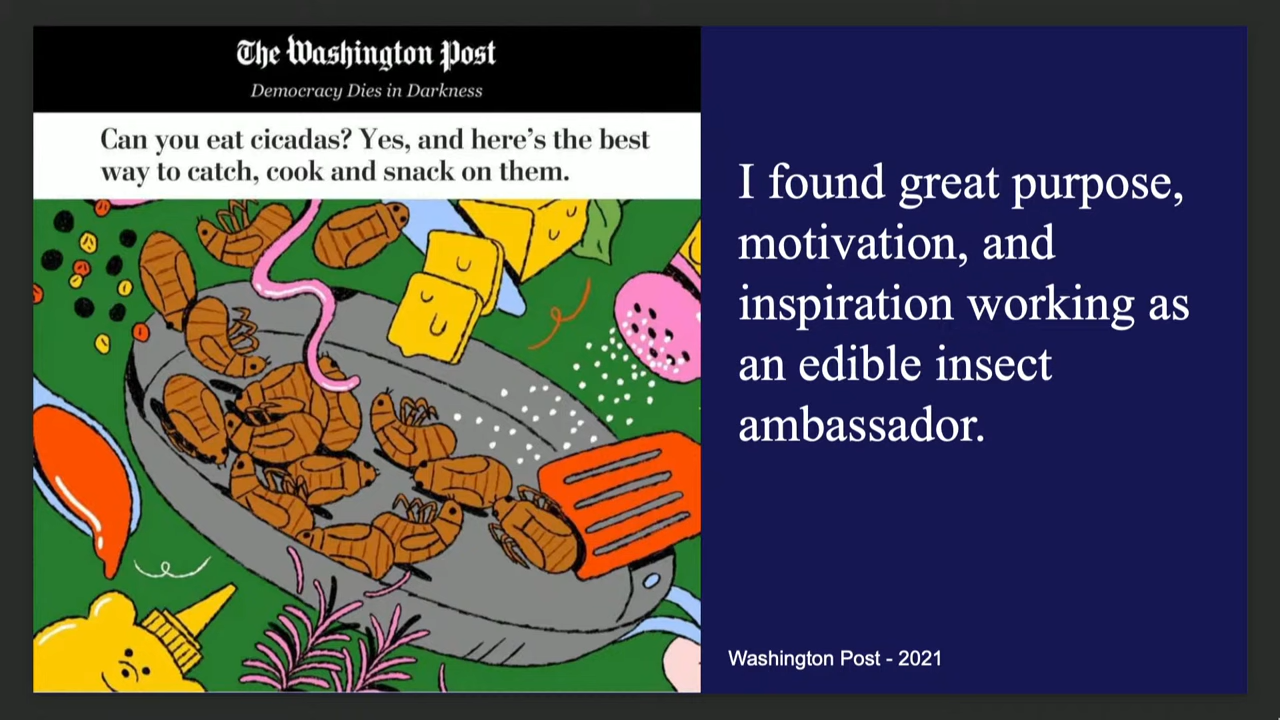 The Washington Post
Democracy Dies in Darkness
Can you eat cicadas? Yes, and here’s the best
way to catch, cook and snack on them.
I found great purpose,
motivation, and
inspiration working as
an edible insect
ambassador.
Washington Post - 2021